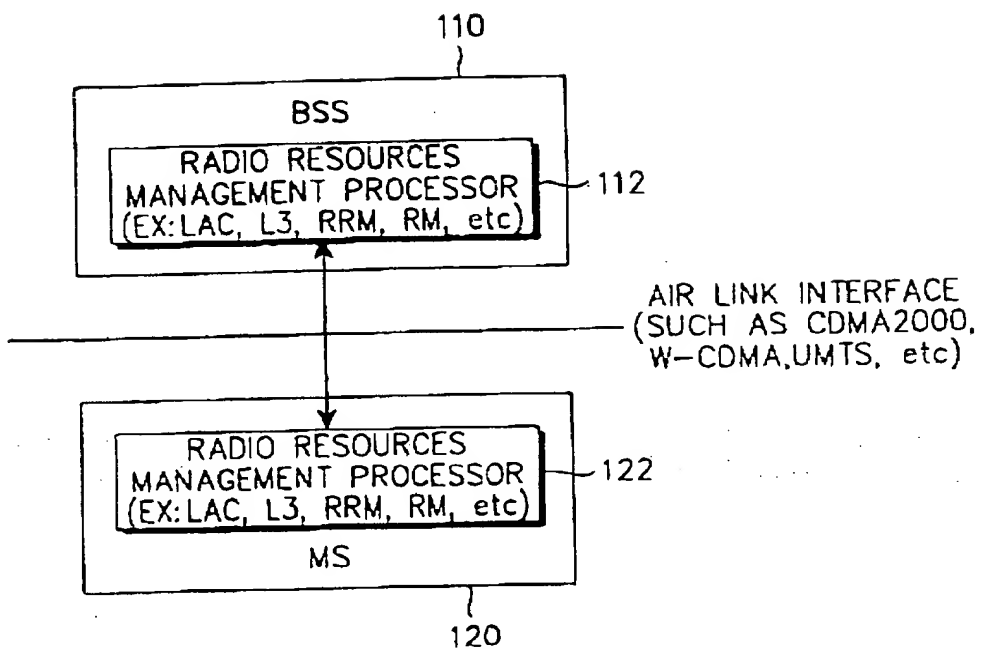 110
BSS
RADIO RESOURCES
MANAGEMENT PROCESSOR
(EX:LAC, L3, RRM, RM, etc)
112
AIR LINK INTERFACE
(SUCH AS CDMA2000,
W-CDMA,UMTS, etc)
RADIO RESOURCES
MANAGEMENT PROCESSOR
(EX:LAC, L3, RRM, RM, etc)
122
MS
120